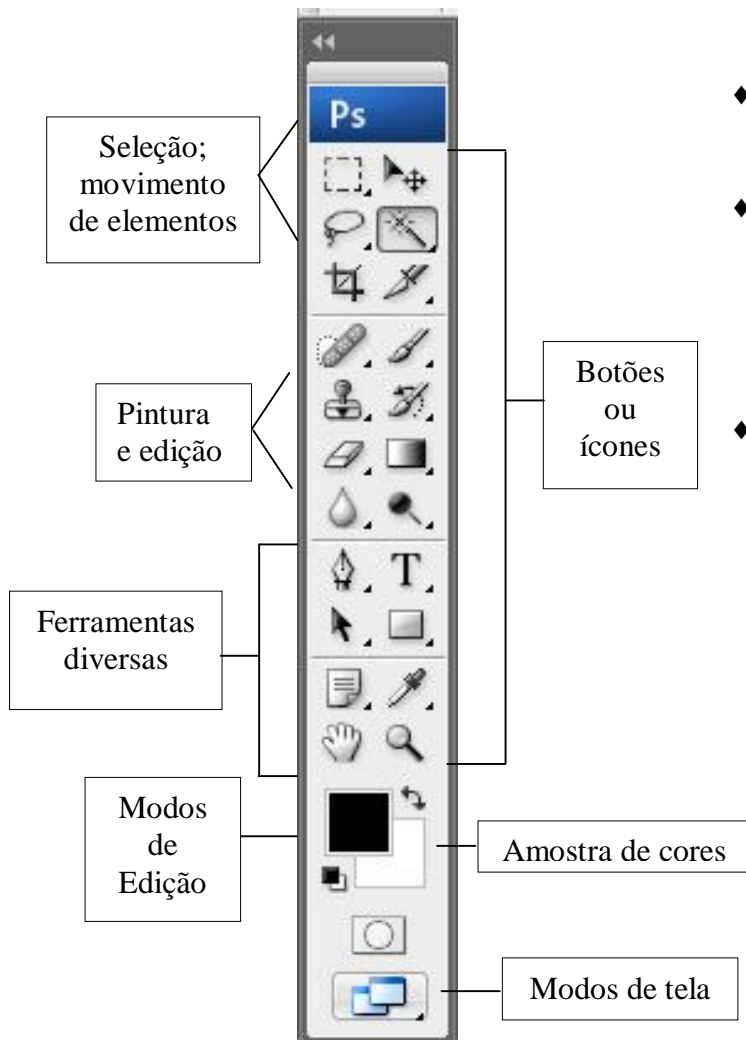 Ps
Seleção;
movimento
de elementos
Botões
ou
ícones
Pintura
e edição
T
Ferramentas
diversas
Modos
de
Edição
Amostra de cores
Modos de tela